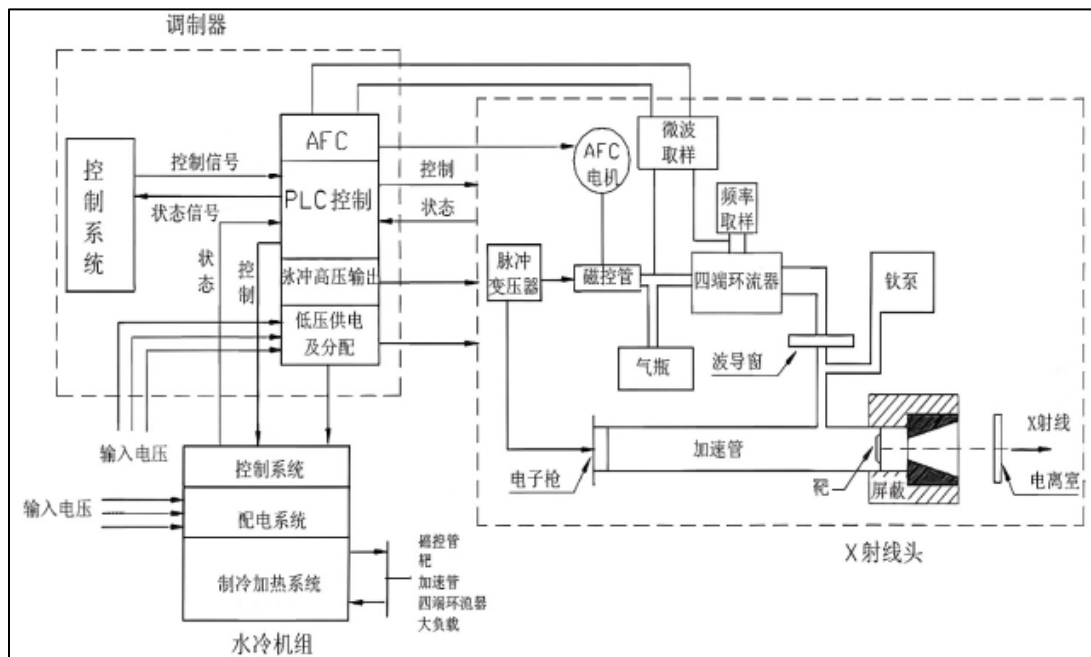 调制器
控制系统
控制信号
状态信号
AFC
PLC 控制
脉冲高压输出
低压供电
及分配
控制
状态
状态
控制
输入电压
输入电压
控制系统
配电系统
制冷加热系统
水冷机组
磁控管
靶
加速管
四端环流器
大负载
微波
取样
AFC
电机
频率
取样
脉冲
变压器
磁控管
四端环流器
钛泵
气瓶
波导窗
加速管
电子枪
靶
屏蔽
X射线
电离室
X射线头